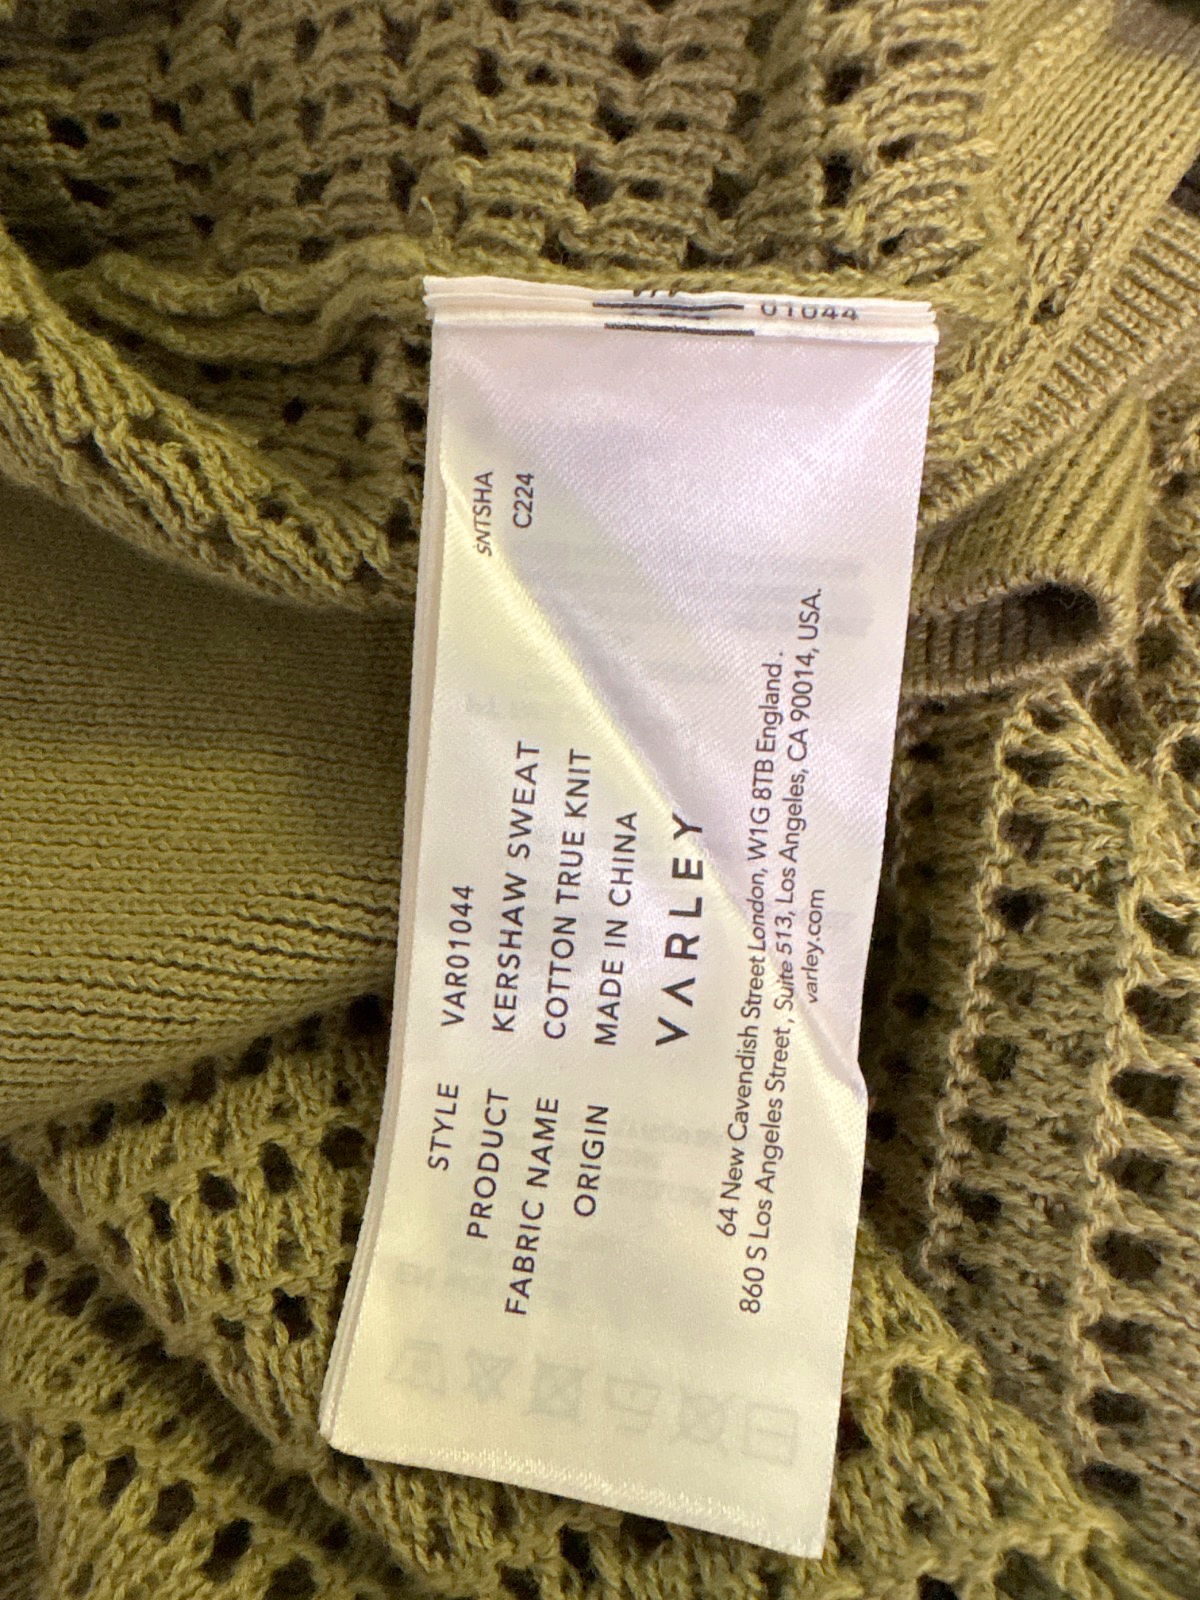 01044
SNTSHA
C224
STYLE VAR01044
PRODUCT KERSHAW SWEAT
FABRIC NAME COTTON TRUE KNIT
ORIGIN MADE IN CHINA
VARLEY
64 New Cavendish Street London, W1G 8TB England.
860 S Los Angeles Street, Suite 513, Los Angeles, CA 90014, USA.
varley.com